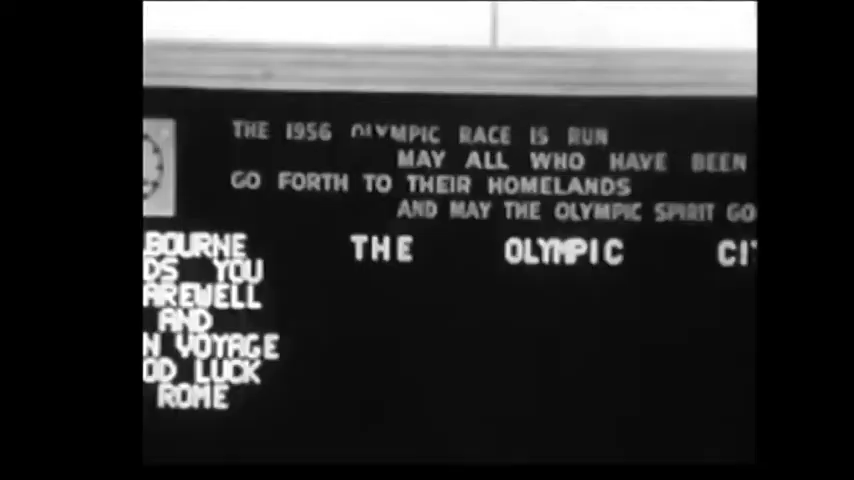 THE 1956 OLYMPIC RACE IS RUN
MAY ALL WHO HAVE BEEN
GO FORTH TO THEIR HOMELANDS
AND MAY THE OLYMPIC SPIRIT GO
BOURNE
DS YOU
AREWELL
AND
N VOYAGE
OD LUCK
ROME
THE OLYMPIC CI